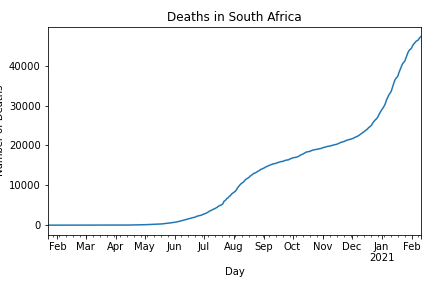 Deaths in South Africa
Number of Deaths
40000
30000
20000
10000
0
Feb Mar Apr May Jun Jul Aug Sep Oct Nov Dec Jan Feb
2021
Day